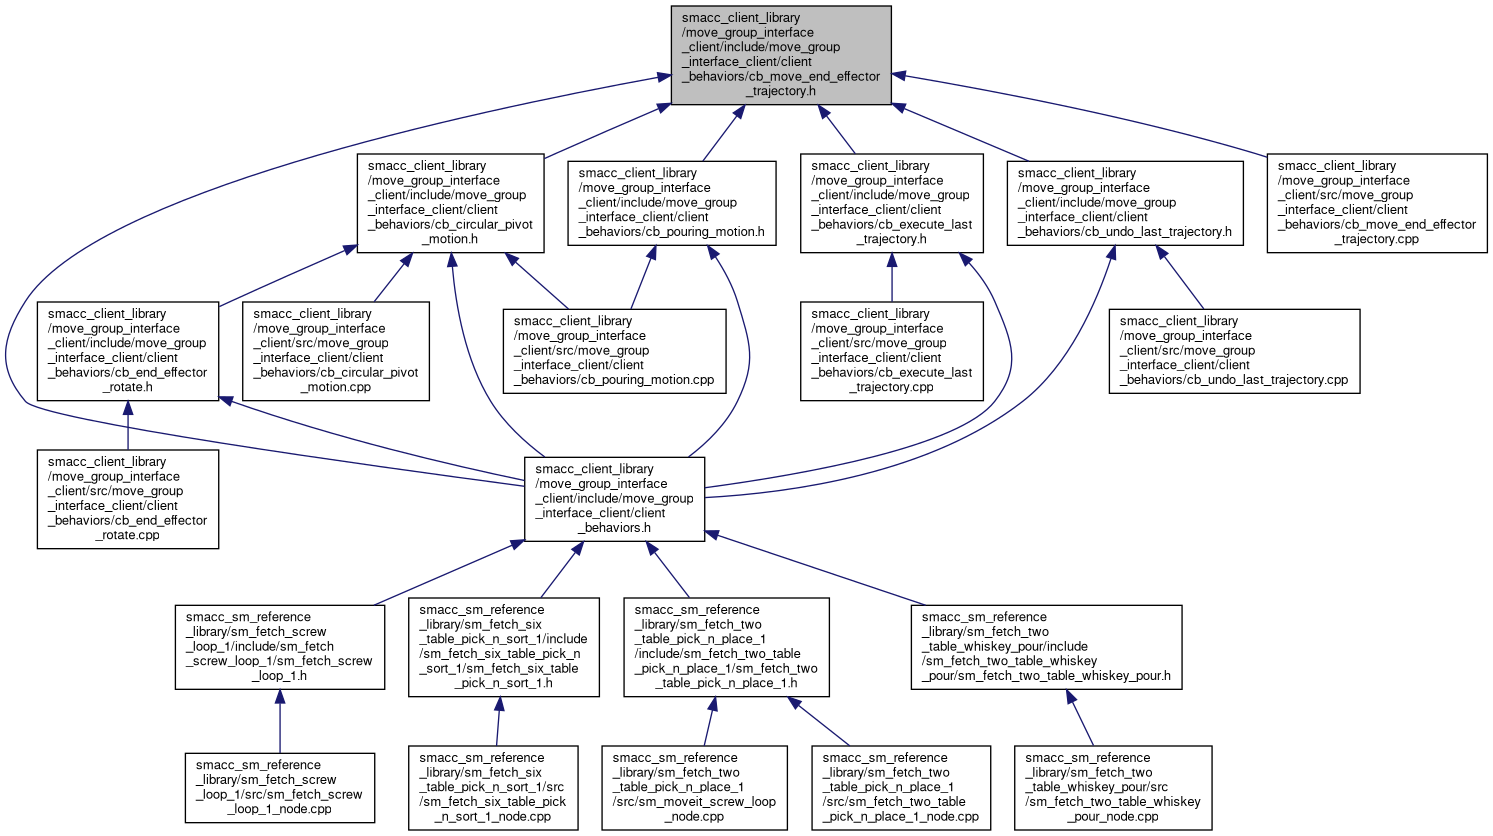 smacc_client_library
/move_group_interface
_client/include/move_group
_interface_client/client
_behaviors/cb_move_end_effector
_trajectory.h
smacc_client_library
/move_group_interface
_client/include/move_group
_interface_client/client
_behaviors/cb_circular_pivot
_motion.h
smacc_client_library
/move_group_interface
_client/include/move_group
_interface_client/client
_behaviors/cb_pouring_motion.h
smacc_client_library
/move_group_interface
_client/include/move_group
_interface_client/client
_behaviors/cb_execute_last
_trajectory.h
smacc_client_library
/move_group_interface
_client/include/move_group
_interface_client/client
_behaviors/cb_undo_last_trajectory.h
smacc_client_library
/move_group_interface
_client/src/move_group
_interface_client/client
_behaviors/cb_move_end_effector
_trajectory.cpp
smacc_client_library
/move_group_interface
_client/include/move_group
_interface_client/client
_behaviors/cb_end_effector
_rotate.h
smacc_client_library
/move_group_interface
_client/src/move_group
_interface_client/client
_behaviors/cb_circular_pivot
_motion.cpp
smacc_client_library
/move_group_interface
_client/src/move_group
_interface_client/client
_behaviors/cb_pouring_motion.cpp
smacc_client_library
/move_group_interface
_client/src/move_group
_interface_client/client
_behaviors/cb_execute_last
_trajectory.cpp
smacc_client_library
/move_group_interface
_client/src/move_group
_interface_client/client
_behaviors/cb_undo_last_trajectory.cpp
smacc_client_library
/move_group_interface
_client/src/move_group
_interface_client/client
_behaviors/cb_end_effector
_rotate.cpp
smacc_client_library
/move_group_interface
_client/include/move_group
_interface_client/client
_behaviors.h
smacc_sm_reference
_library/sm_fetch_screw
_loop_1/include/sm_fetch
_screw_loop_1/sm_fetch_screw
_loop_1.h
smacc_sm_reference
_library/sm_fetch_six
_table_pick_n_sort_1/include
/sm_fetch_six_table_pick_n
_sort_1/sm_fetch_six_table
_pick_n_sort_1.h
smacc_sm_reference
_library/sm_fetch_two
_table_pick_n_place_1
/include/sm_fetch_two_table
_pick_n_place_1/sm_fetch_two
_table_pick_n_place_1.h
smacc_sm_reference
_library/sm_fetch_two
_table_whiskey_pour/include
/sm_fetch_two_table_whiskey
_pour/sm_fetch_two_table_whiskey_pour.h
smacc_sm_reference
_library/sm_fetch_screw
_loop_1/src/sm_fetch_screw
_loop_1_node.cpp
smacc_sm_reference
_library/sm_fetch_six
_table_pick_n_sort_1/src
/sm_fetch_six_table_pick
_n_sort_1_node.cpp
smacc_sm_reference
_library/sm_fetch_two
_table_pick_n_place_1
/src/sm_moveit_screw_loop
_node.cpp
smacc_sm_reference
_library/sm_fetch_two
_table_pick_n_place_1
/src/sm_fetch_two_table
_pick_n_place_1_node.cpp
smacc_sm_reference
_library/sm_fetch_two
_table_whiskey_pour/src
/sm_fetch_two_table_whiskey
_pour_node.cpp